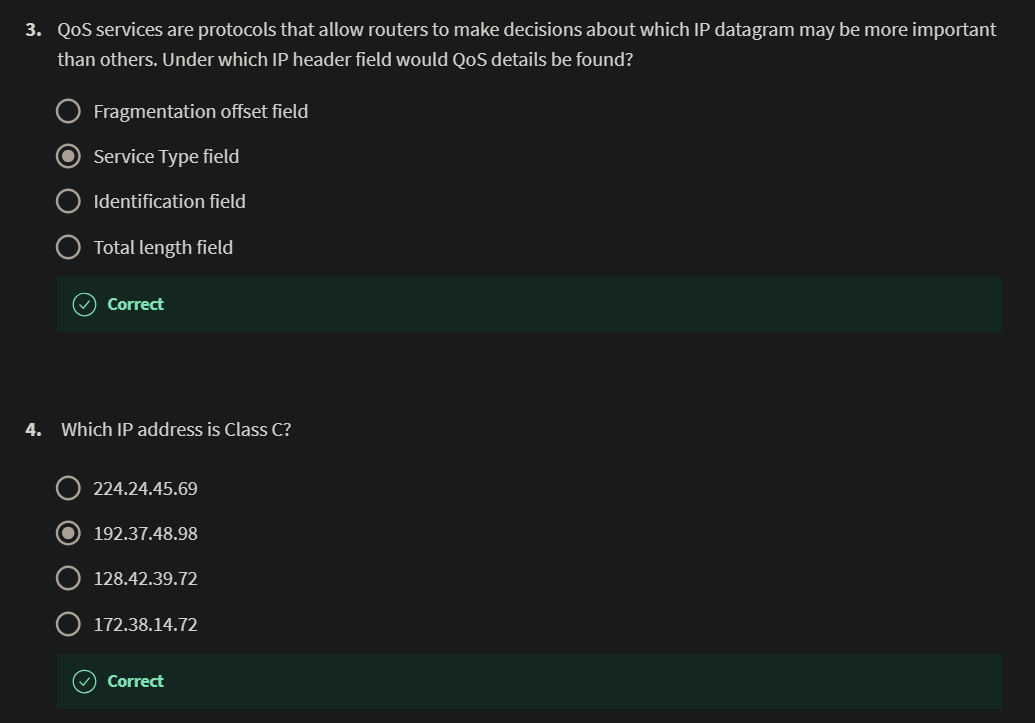 3. QoS services are protocols that allow routers to make decisions about which IP datagram may be more important
than others. Under which IP header field would QoS details be found?
Fragmentation offset field
Service Type field
Identification field
Total length field
Correct
4. Which IP address is Class C?
224.24.45.69
192.37.48.98
128.42.39.72
172.38.14.72
Correct